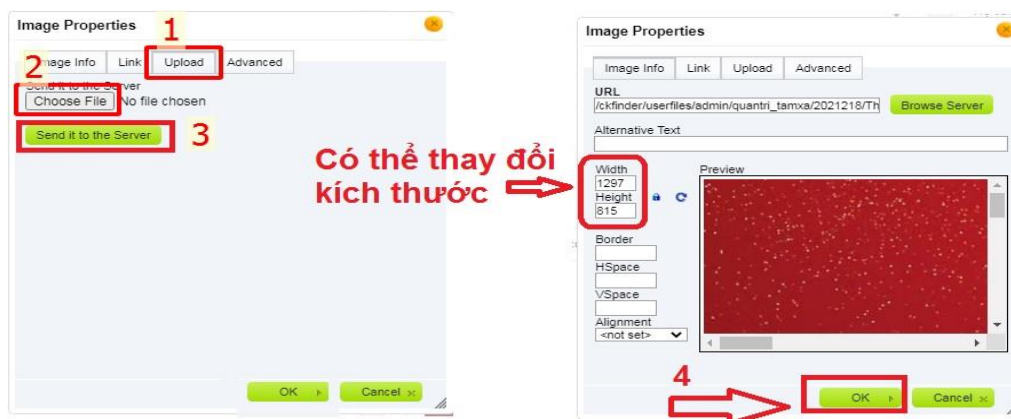 Image Properties
1
Image Info Link Upload Advanced
2
Send it to the Server
Choose File No file chosen
Send it to the Server
3
OK Cancel
Có thể thay đổi
kích thước
Image Properties
Image Info Link Upload Advanced
URL
/ckfinder/userfiles/admin/quantri_tamxa/2021218/Th Browse Server
Alternative Text
Width
1297
Height
815
Preview
Border
HSpace
VSpace
Alignment
<not set>
4
OK Cancel